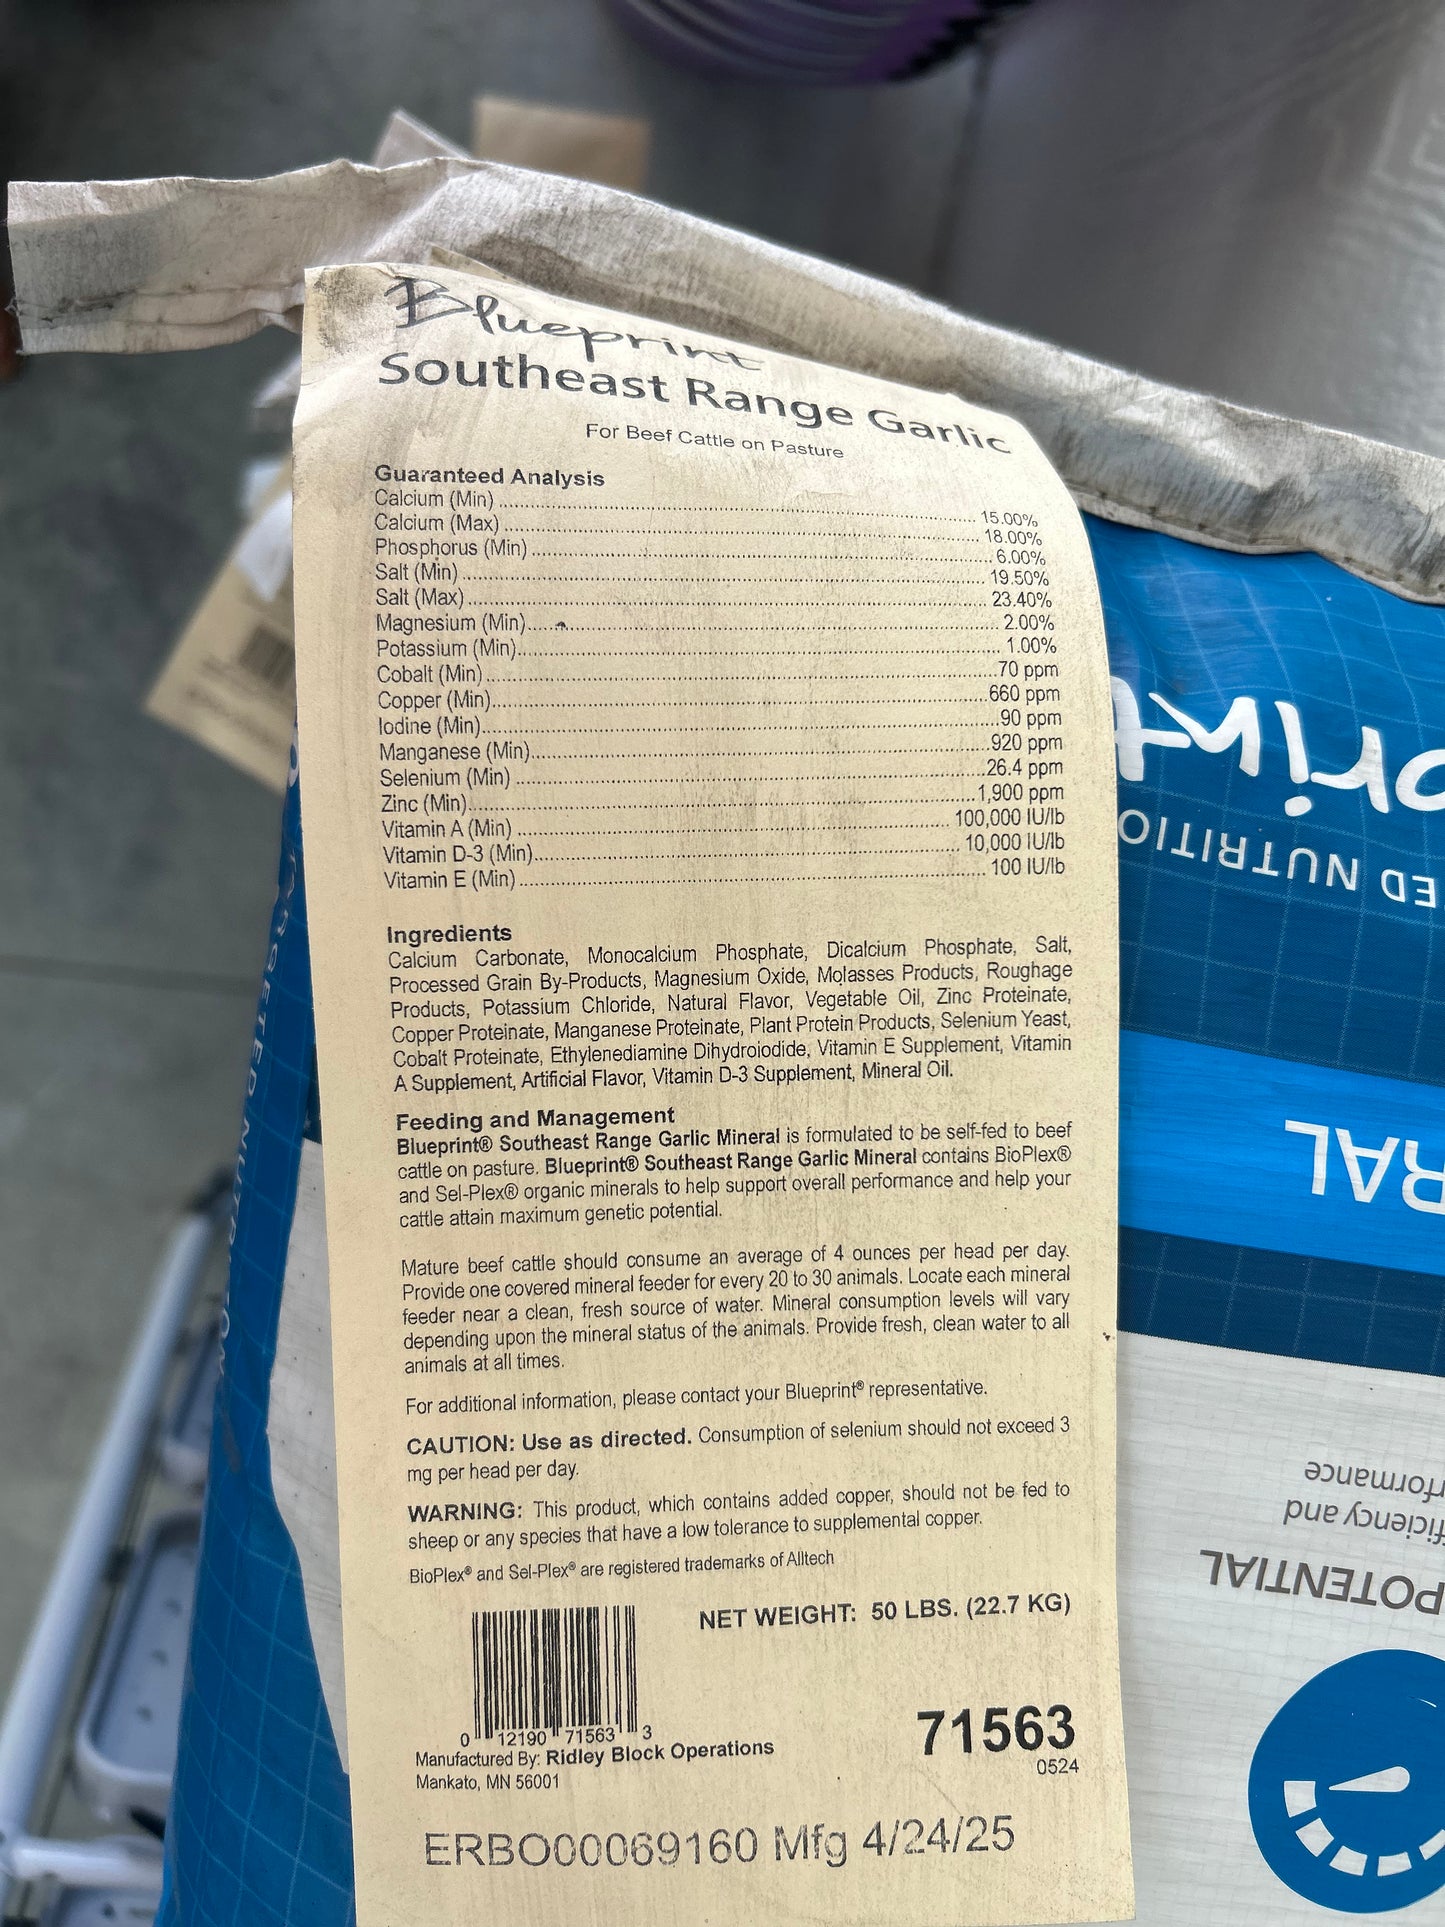 Blueprint
Southeast Range Garlic
For Beef Cattle on Pasture
Guaranteed Analysis
Calcium (Min) 15.00%
Calcium (Max) 18.00%
Phosphorus (Min) 6.00%
Salt (Min) 19.50%
Salt (Max) 23.40%
Magnesium (Min) 2.00%
Potassium (Min) 1.00%
Cobalt (Min) 70 ppm
Copper (Min) 660 ppm
Iodine (Min) 90 ppm
Manganese (Min) 920 ppm
Selenium (Min) 26.4 ppm
Zinc (Min) 1,900 ppm
Vitamin A (Min) 100,000 IU/lb
Vitamin D-3 (Min) 10,000 IU/lb
Vitamin E (Min) 100 IU/lb
Ingredients
Calcium Carbonate, Monocalcium Phosphate, Dicalcium Phosphate, Salt,
Processed Grain By-Products, Magnesium Oxide, Molasses Products, Roughage
Products, Potassium Chloride, Natural Flavor, Vegetable Oil, Zinc Proteinate,
Copper Proteinate, Manganese Proteinate, Plant Protein Products, Selenium Yeast,
Cobalt Proteinate, Ethylenediamine Dihydroiodide, Vitamin E Supplement, Vitamin
A Supplement, Artificial Flavor, Vitamin D-3 Supplement, Mineral Oil.
Feeding and Management
Blueprint® Southeast Range Garlic Mineral is formulated to be self-fed to beef
cattle on pasture. Blueprint® Southeast Range Garlic Mineral contains BioPlex®
and Sel-Plex® organic minerals to help support overall performance and help your
cattle attain maximum genetic potential.
Mature beef cattle should consume an average of 4 ounces per head per day.
Provide one covered mineral feeder for every 20 to 30 animals. Locate each mineral
feeder near a clean, fresh source of water. Mineral consumption levels will vary
depending upon the mineral status of the animals. Provide fresh, clean water to all
animals at all times.
For additional information, please contact your Blueprint® representative.
CAUTION: Use as directed. Consumption of selenium should not exceed 3
mg per head per day.
WARNING: This product, which contains added copper, should not be fed to
sheep or any species that have a low tolerance to supplemental copper.
BioPlex® and Sel-Plex® are registered trademarks of Alltech
NET WEIGHT: 50 LBS. (22.7 KG)
0 12190 71563 3
71563
0524
Manufactured By: Ridley Block Operations
Mankato, MN 56001
ERBO00069160 Mfg 4/24/25
POTENTIAL